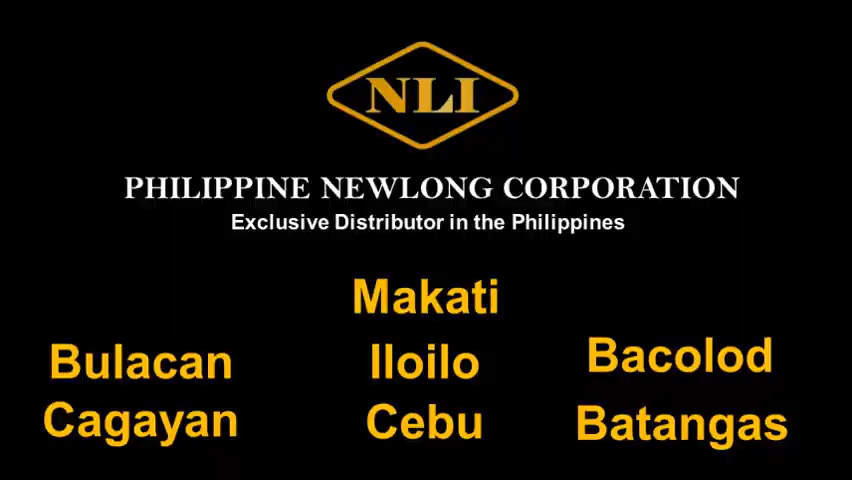 NLI
PHILIPPINE NEWLONG CORPORATION
Exclusive Distributor in the Philippines
Makati
Bulacan Iloilo Bacolod
Cagayan Cebu Batangas